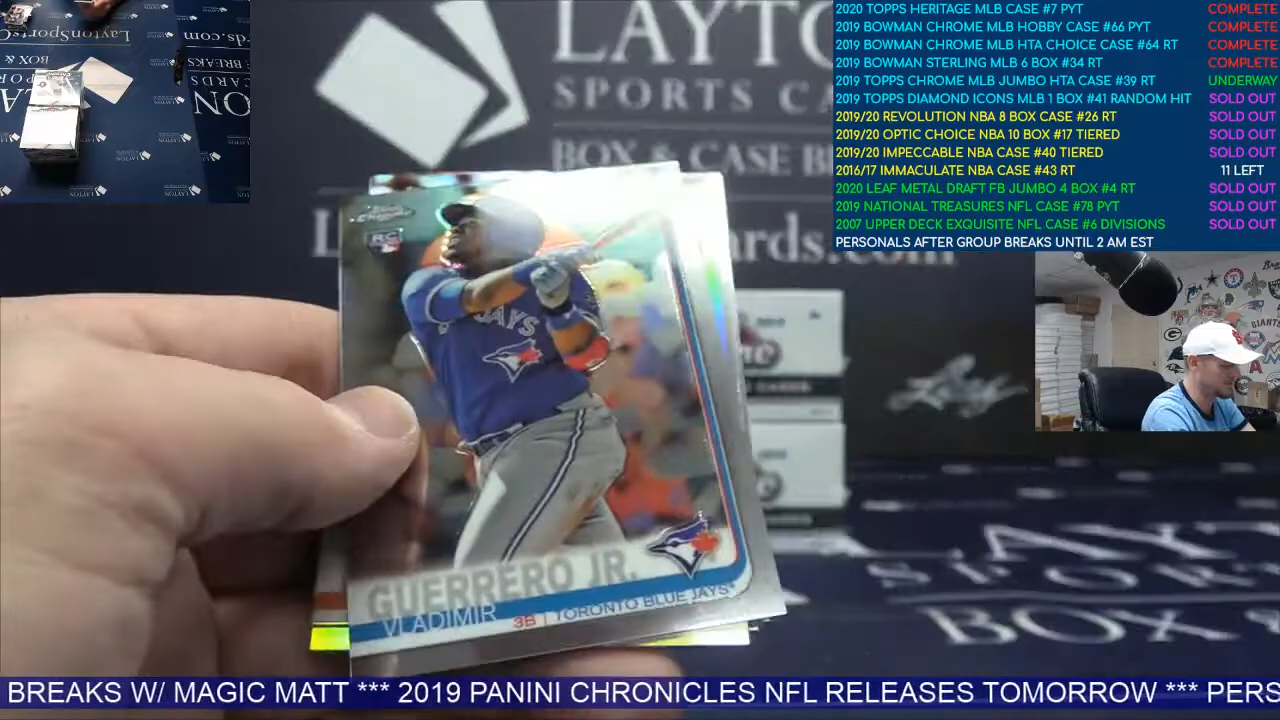 2020 TOPPS HERITAGE MLB CASE #7 PYT COMPLETE
2019 BOWMAN CHROME MLB HOBBY CASE #66 PYT COMPLETE
2019 BOWMAN CHROME MLB HTA CHOICE CASE #64 RT COMPLETE
2019 BOWMAN STERLING MLB 6 BOX #34 RT COMPLETE
2019 TOPPS CHROME MLB JUMBO HTA CASE #39 RT UNDERWAY
2019 TOPPS DIAMOND ICONS MLB 1 BOX #41 RANDOM HIT SOLD OUT
2019/20 REVOLUTION NBA 8 BOX CASE #26 RT SOLD OUT
2019/20 OPTIC CHOICE NBA 10 BOX #17 TIERED SOLD OUT
2019/20 IMPECCABLE NBA CASE #40 TIERED SOLD OUT
2016/17 IMMACULATE NBA CASE #43 RT 11 LEFT
2020 LEAF METAL DRAFT FB JUMBO 4 BOX #4 RT SOLD OUT
2019 NATIONAL TREASURES NFL CASE #78 PYT SOLD OUT
2007 UPPER DECK EXQUISITE NFL CASE #6 DIVISIONS SOLD OUT
PERSONALS AFTER GROUP BREAKS UNTIL 2 AM EST
LAYTO
SPORTS CA
BOX & CASE B
ards.com
RC
JAYS
GUERRERO JR.
VLADIMIR 3B | TORONTO BLUE JAYS
BOX &
BREAKS W/ MAGIC MATT *** 2019 PANINI CHRONICLES NFL RELEASES TOMORROW *** PERS